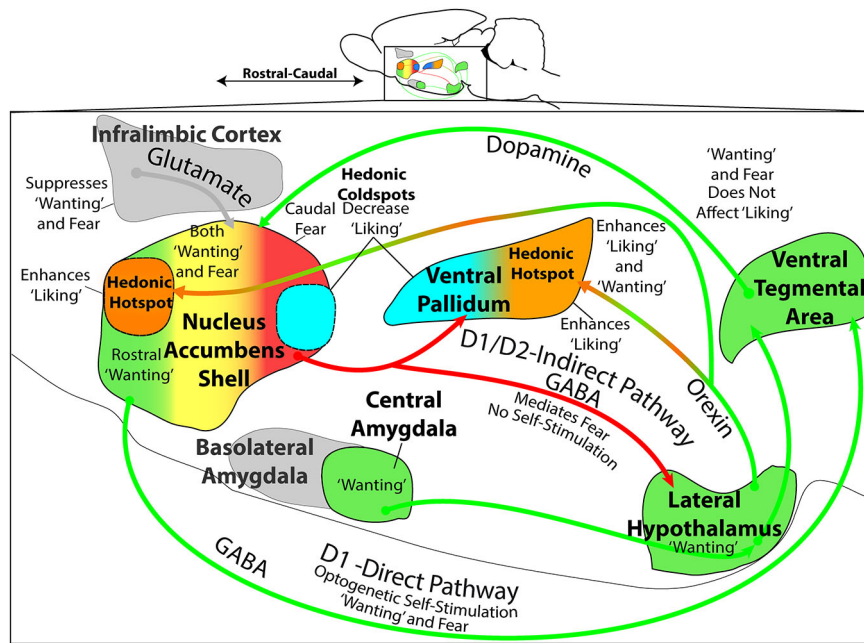 Rostral-Caudal
Infralimbic Cortex
Glutamate
Suppresses
'Wanting'
and Fear
Both
'Wanting'
and Fear
Caudal
Fear
Hedonic
Coldspots
Decrease
'Liking'
Dopamine
'Wanting'
and Fear
Does Not
Affect 'Liking'
Enhances
'Liking'
Hedonic
Hotspot
Nucleus
Accumbens
Shell
Rostral
'Wanting'
Ventral
Pallidum
Hedonic
Hotspot
Enhances
'Liking'
and
'Wanting'
Enhances
'Liking'
Ventral
Tegmental
Area
D1/D2-Indirect Pathway
GABA
Mediates Fear
No Self-Stimulation
Orexin
Central
Amygdala
Basolateral
Amygdala
'Wanting'
Lateral
Hypothalamus
'Wanting'
GABA
D1 -Direct Pathway
Optogenetic Self-Stimulation
'Wanting' and Fear